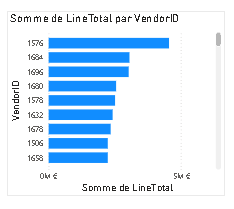 Somme de LineTotal par VendorID
VendorID
1576
1684
1696
1680
1578
1632
1678
1506
1658
0M €
5M €
Somme de LineTotal